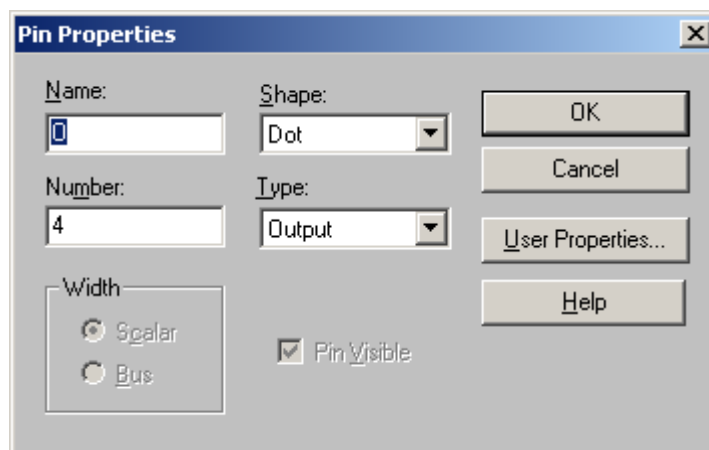 Pin Properties
Name:
O
Shape:
Dot
OK
Cancel
Number:
4
Type:
Output
User Properties...
Width
Scalar
Bus
Pin Visible
Help